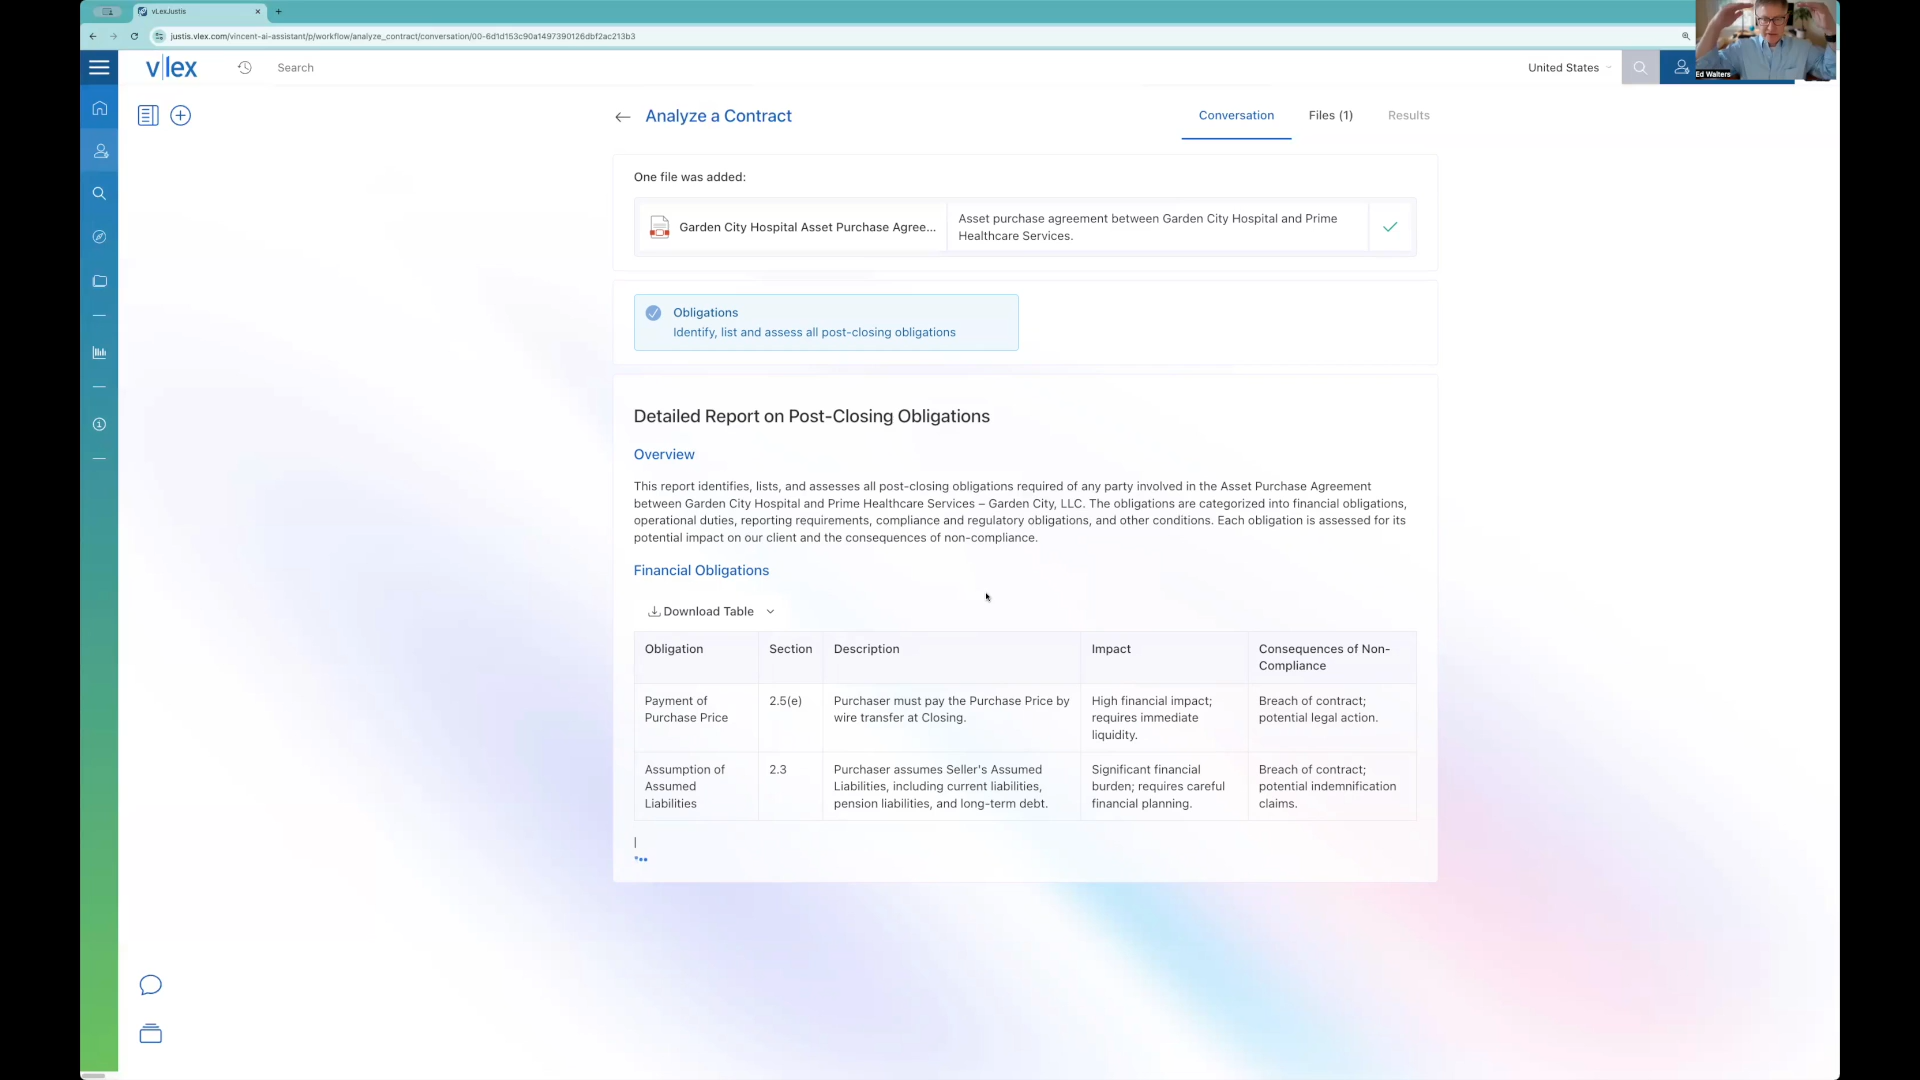 vLexJustis
justis.vlex.com/vincent-ai-assistant/p/workflow/analyze_contract/conversation/00-6d1d153c90a1497390126dbf2ac213b3
Ed Walters
vlex
Search
United States
Analyze a Contract
Conversation
Files (1)
Results
One file was added:
Garden City Hospital Asset Purchase Agree...
Asset purchase agreement between Garden City Hospital and Prime
Healthcare Services.
Obligations
Identify, list and assess all post-closing obligations
Detailed Report on Post-Closing Obligations
Overview
This report identifies, lists, and assesses all post-closing obligations required of any party involved in the Asset Purchase Agreement
between Garden City Hospital and Prime Healthcare Services – Garden City, LLC. The obligations are categorized into financial obligations,
operational duties, reporting requirements, compliance and regulatory obligations, and other conditions. Each obligation is assessed for its
potential impact on our client and the consequences of non-compliance.
Financial Obligations
Download Table
Obligation
Section
Description
Impact
Consequences of Non-
Compliance
Payment of
Purchase Price
2.5(e)
Purchaser must pay the Purchase Price by
wire transfer at Closing.
High financial impact;
requires immediate
liquidity.
Breach of contract;
potential legal action.
Assumption of
Assumed
Liabilities
2.3
Purchaser assumes Seller's Assumed
Liabilities, including current liabilities,
pension liabilities, and long-term debt.
Significant financial
burden; requires careful
financial planning.
Breach of contract;
potential indemnification
claims.